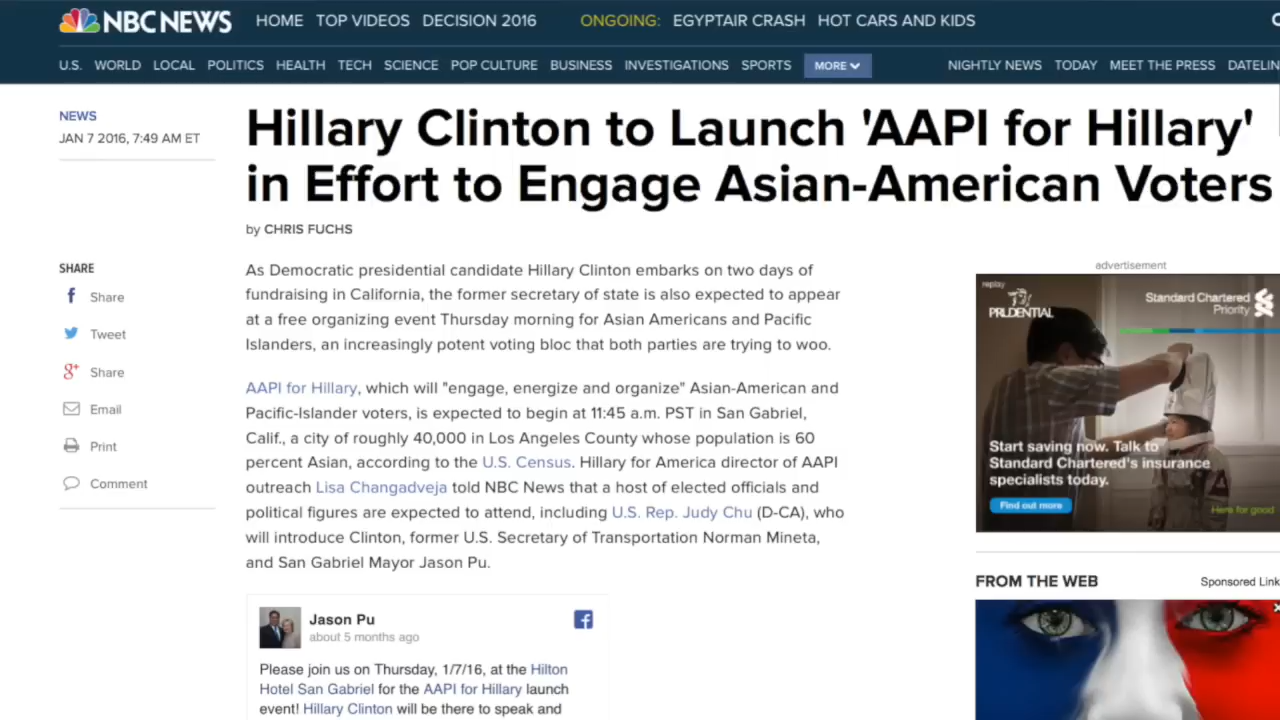 NBC NEWS HOME TOP VIDEOS DECISION 2016 ONGOING: EGYPTAIR CRASH HOT CARS AND KIDS
U.S. WORLD LOCAL POLITICS HEALTH TECH SCIENCE POP CULTURE BUSINESS INVESTIGATIONS SPORTS MORE NIGHTLY NEWS TODAY MEET THE PRESS DATELIN
NEWS
JAN 7 2016, 7:49 AM ET
Hillary Clinton to Launch 'AAPI for Hillary'
in Effort to Engage Asian-American Voters
by CHRIS FUCHS
SHARE
Share
Tweet
Share
Email
Print
Comment
As Democratic presidential candidate Hillary Clinton embarks on two days of
fundraising in California, the former secretary of state is also expected to appear
at a free organizing event Thursday morning for Asian Americans and Pacific
Islanders, an increasingly potent voting bloc that both parties are trying to woo.
AAPI for Hillary, which will "engage, energize and organize" Asian-American and
Pacific-Islander voters, is expected to begin at 11:45 a.m. PST in San Gabriel,
Calif., a city of roughly 40,000 in Los Angeles County whose population is 60
percent Asian, according to the U.S. Census. Hillary for America director of AAPI
outreach Lisa Changadveja told NBC News that a host of elected officials and
political figures are expected to attend, including U.S. Rep. Judy Chu (D-CA), who
will introduce Clinton, former U.S. Secretary of Transportation Norman Mineta,
and San Gabriel Mayor Jason Pu.
Jason Pu
about 5 months ago
Please join us on Thursday, 1/7/16, at the Hilton
Hotel San Gabriel for the AAPI for Hillary launch
event! Hillary Clinton will be there to speak and
advertisement
replay
PRUDENTIAL
Standard Chartered
Priority
Start saving now. Talk to
Standard Chartered's insurance
specialists today.
Find out more
Here for good
FROM THE WEB
Sponsored Link